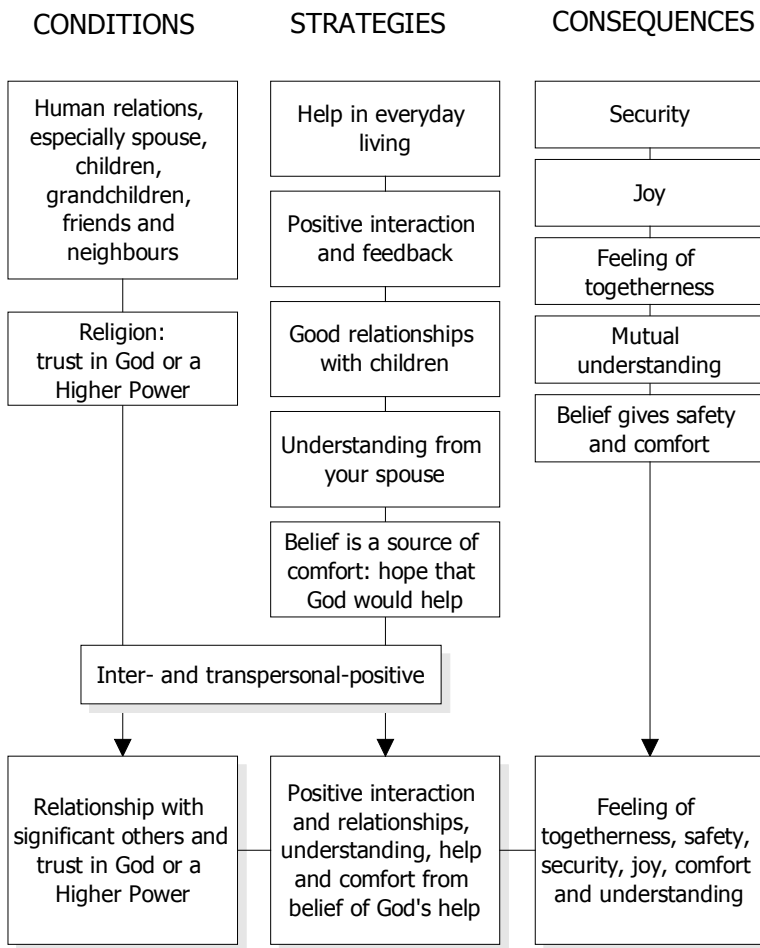 CONDITIONS
STRATEGIES
CONSEQUENCES
Human relations,
especially spouse,
children,
grandchildren,
friends and
neighbours
Religion:
trust in God or a
Higher Power
Help in everyday
living
Positive interaction
and feedback
Good relationships
with children
Understanding from
your spouse
Belief is a source of
comfort: hope that
God would help
Security
Joy
Feeling of
togetherness
Mutual
understanding
Belief gives safety
and comfort
Inter- and transpersonal-positive
Relationship with
significant others and
trust in God or a
Higher Power
Positive interaction
and relationships,
understanding, help
and comfort from
belief of God's help
Feeling of
togetherness, safety,
security, joy, comfort
and understanding